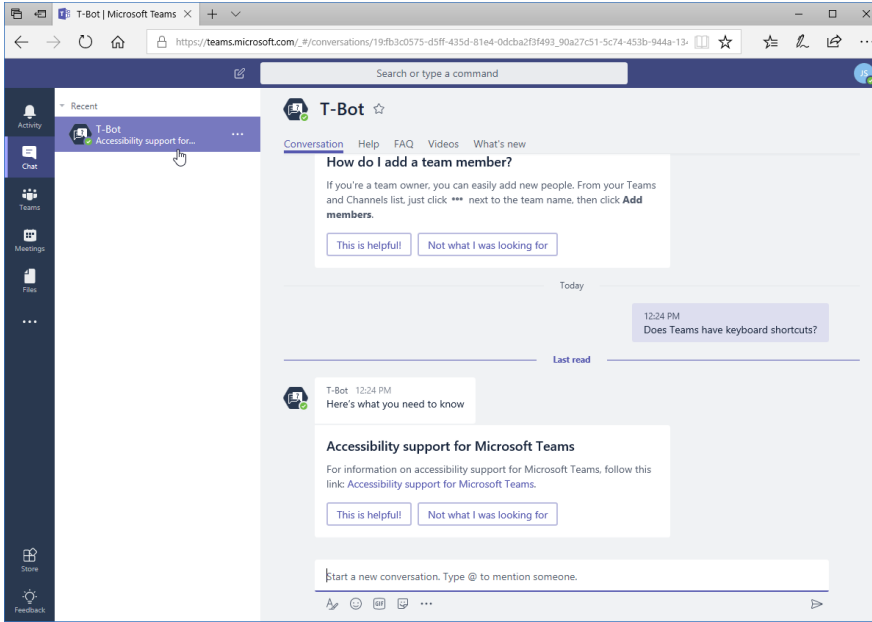 T-Bot | Microsoft Teams
https://teams.microsoft.com/_#/conversations/19:fb3c0575-d5ff-435d-81e4-0dcba2f3f493_90a27c51-5c74-453b-944a-13
Search or type a command
JS
Activity
Chat
Teams
Meetings
Files
Store
Feedback
Recent
T-Bot
Accessibility support for...
T-Bot
Conversation Help FAQ Videos What's new
How do I add a team member?
If you're a team owner, you can easily add new people. From your Teams
and Channels list, just click ••• next to the team name, then click Add
members.
This is helpful! Not what I was looking for
Today
12:24 PM
Does Teams have keyboard shortcuts?
Last read
T-Bot 12:24 PM
Here's what you need to know
Accessibility support for Microsoft Teams
For information on accessibility support for Microsoft Teams, follow this
link: Accessibility support for Microsoft Teams.
This is helpful! Not what I was looking for
Start a new conversation. Type @ to mention someone.
GIF